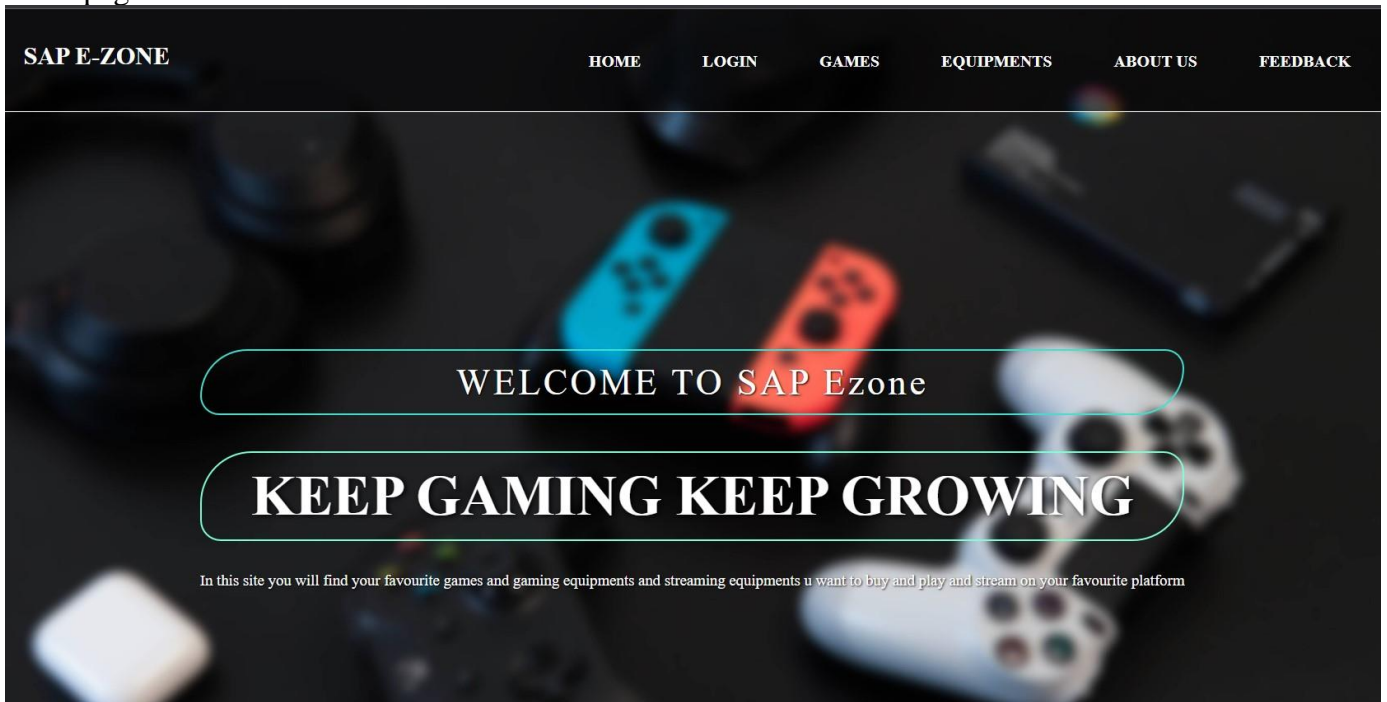 SAP E-ZONE
HOME LOGIN GAMES EQUIPMENTS ABOUT US FEEDBACK
WELCOME TO SAP Ezone
KEEP GAMING KEEP GROWING
In this site you will find your favourite games and gaming equipments and streaming equipments u want to buy and play and stream on your favourite platform